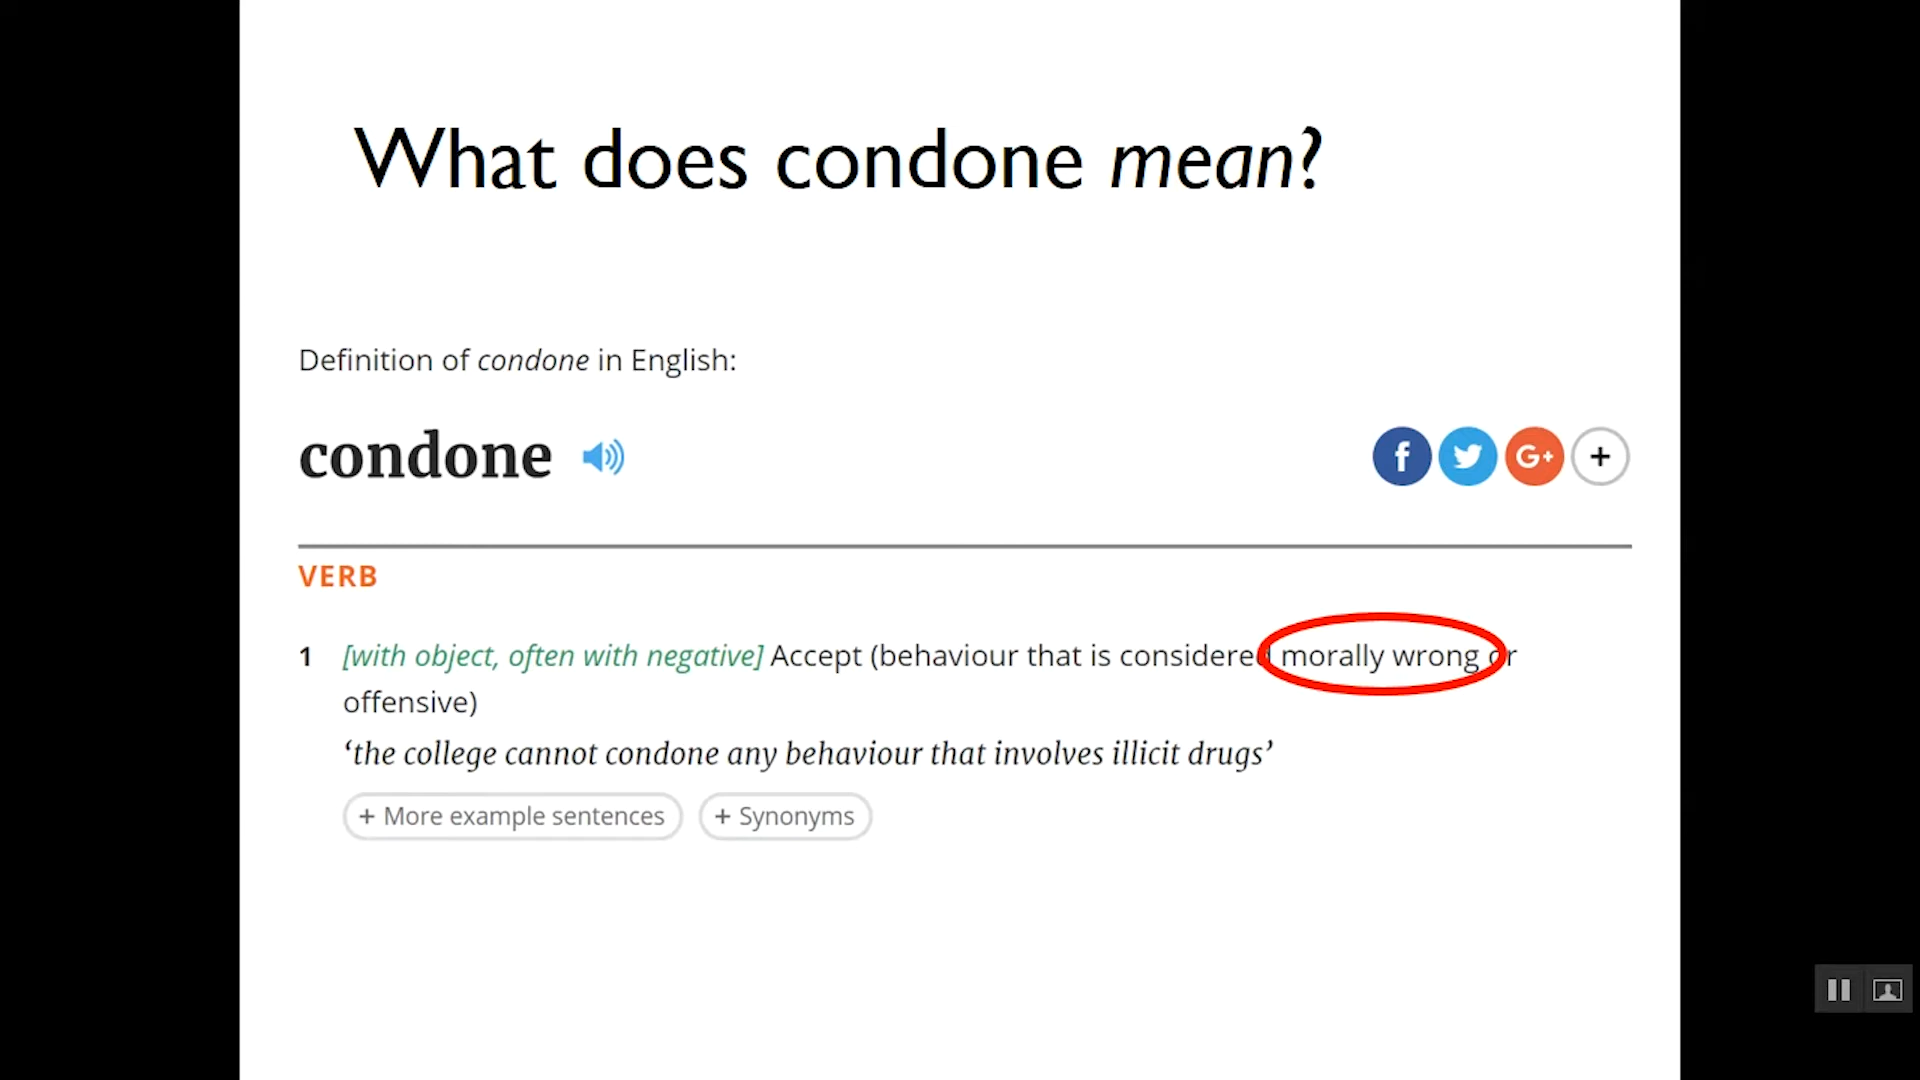 What does condone mean?
Definition of condone in English:
condone
f G+ +
VERB
1 [with object, often with negative] Accept (behaviour that is considered morally wrong or
offensive)
‘the college cannot condone any behaviour that involves illicit drugs’
+ More example sentences + Synonyms